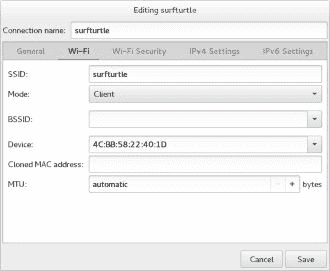 Editing surfturtle
Connection name: surfturtle
General Wi-Fi Wi-Fi Security IPv4 Settings IPv6 Settings
SSID: surfturtle
Mode: Client
BSSID:
Device: 4C:BB:58:22:40:1D
Cloned MAC address:
MTU: automatic - + bytes
Cancel Save